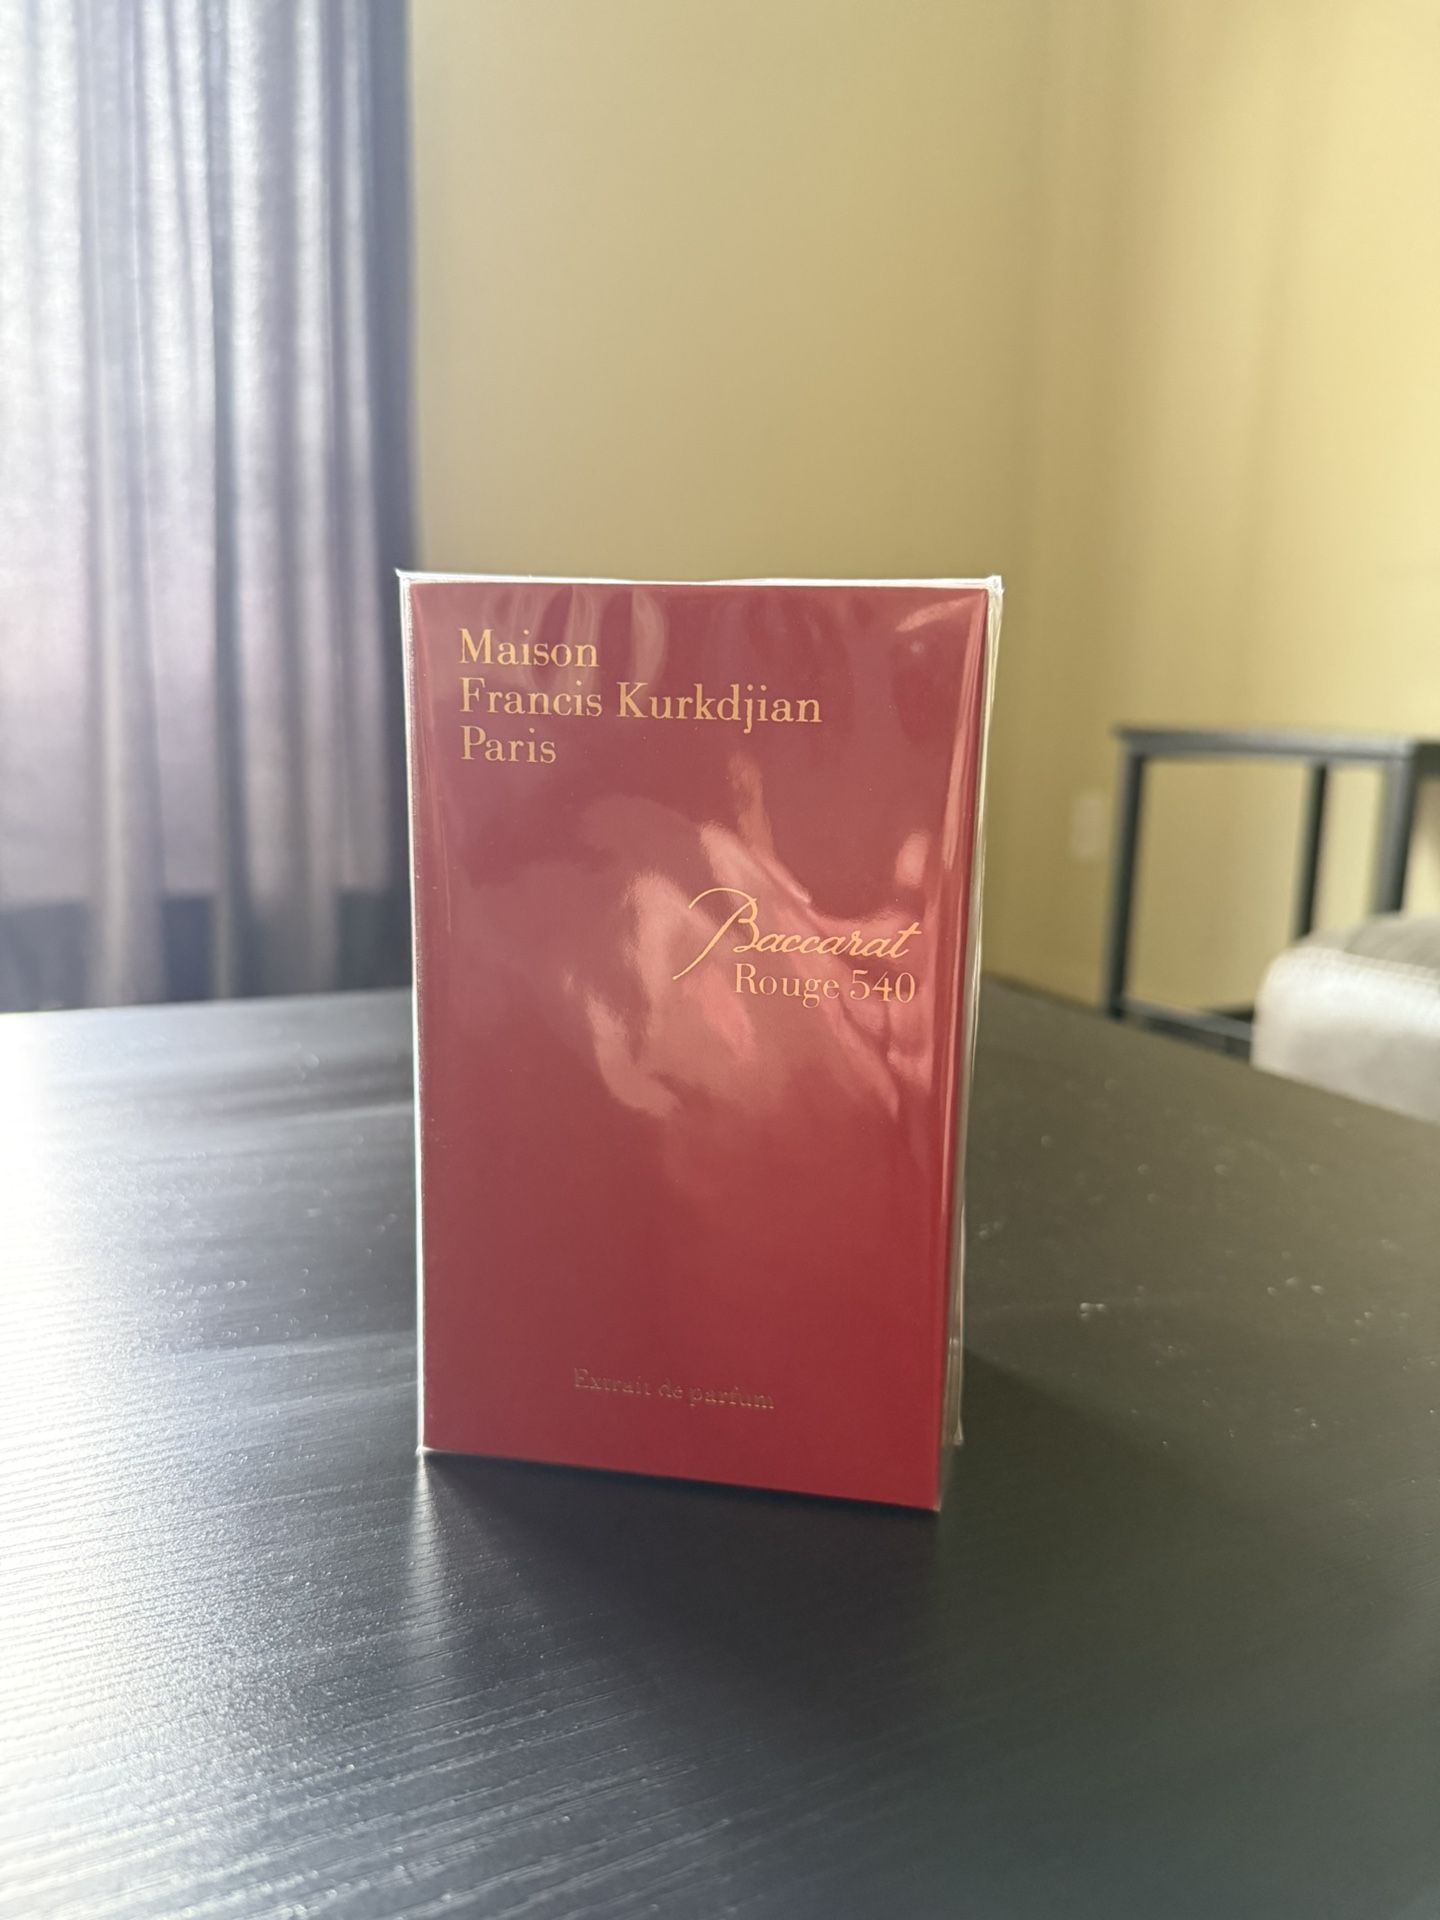 Maison
Francis Kurkdjian
Paris
Baccarat
Rouge 540
Extrait de parfum